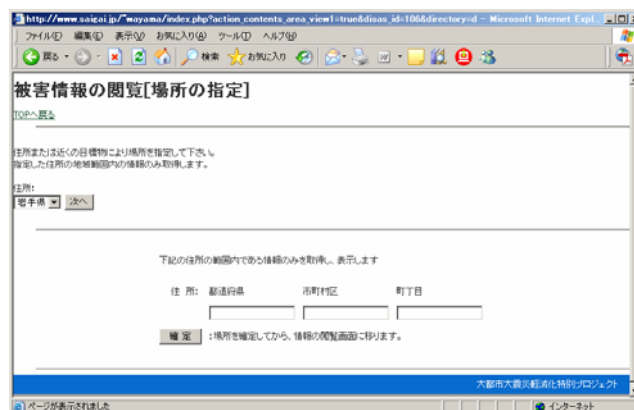 http://www.saigai.jp/~wayama/index.php?action_contents_area_view1=true&disas_id=106&directory=d - Microsoft Internet Expl...
ファイル(F) 編集(E) 表示(V) お気に入り(A) ツール(T) ヘルプ(H)
戻る 検索 お気に入り
被害情報の閲覧[場所の指定]
TOPへ戻る
住所または近くの目標物により場所を指定して下さい。
指定した住所の地域範囲内の情報のみ取得します。
住所:
岩手県 次へ
下記の住所の範囲内である情報のみを取得し、表示します
住 所: 都道府県 市町村区 町丁目
確 定 :場所を確定してから、情報の閲覧画面に移ります。
大都市大震災軽減化特別プロジェクト
ページが表示されました インターネット